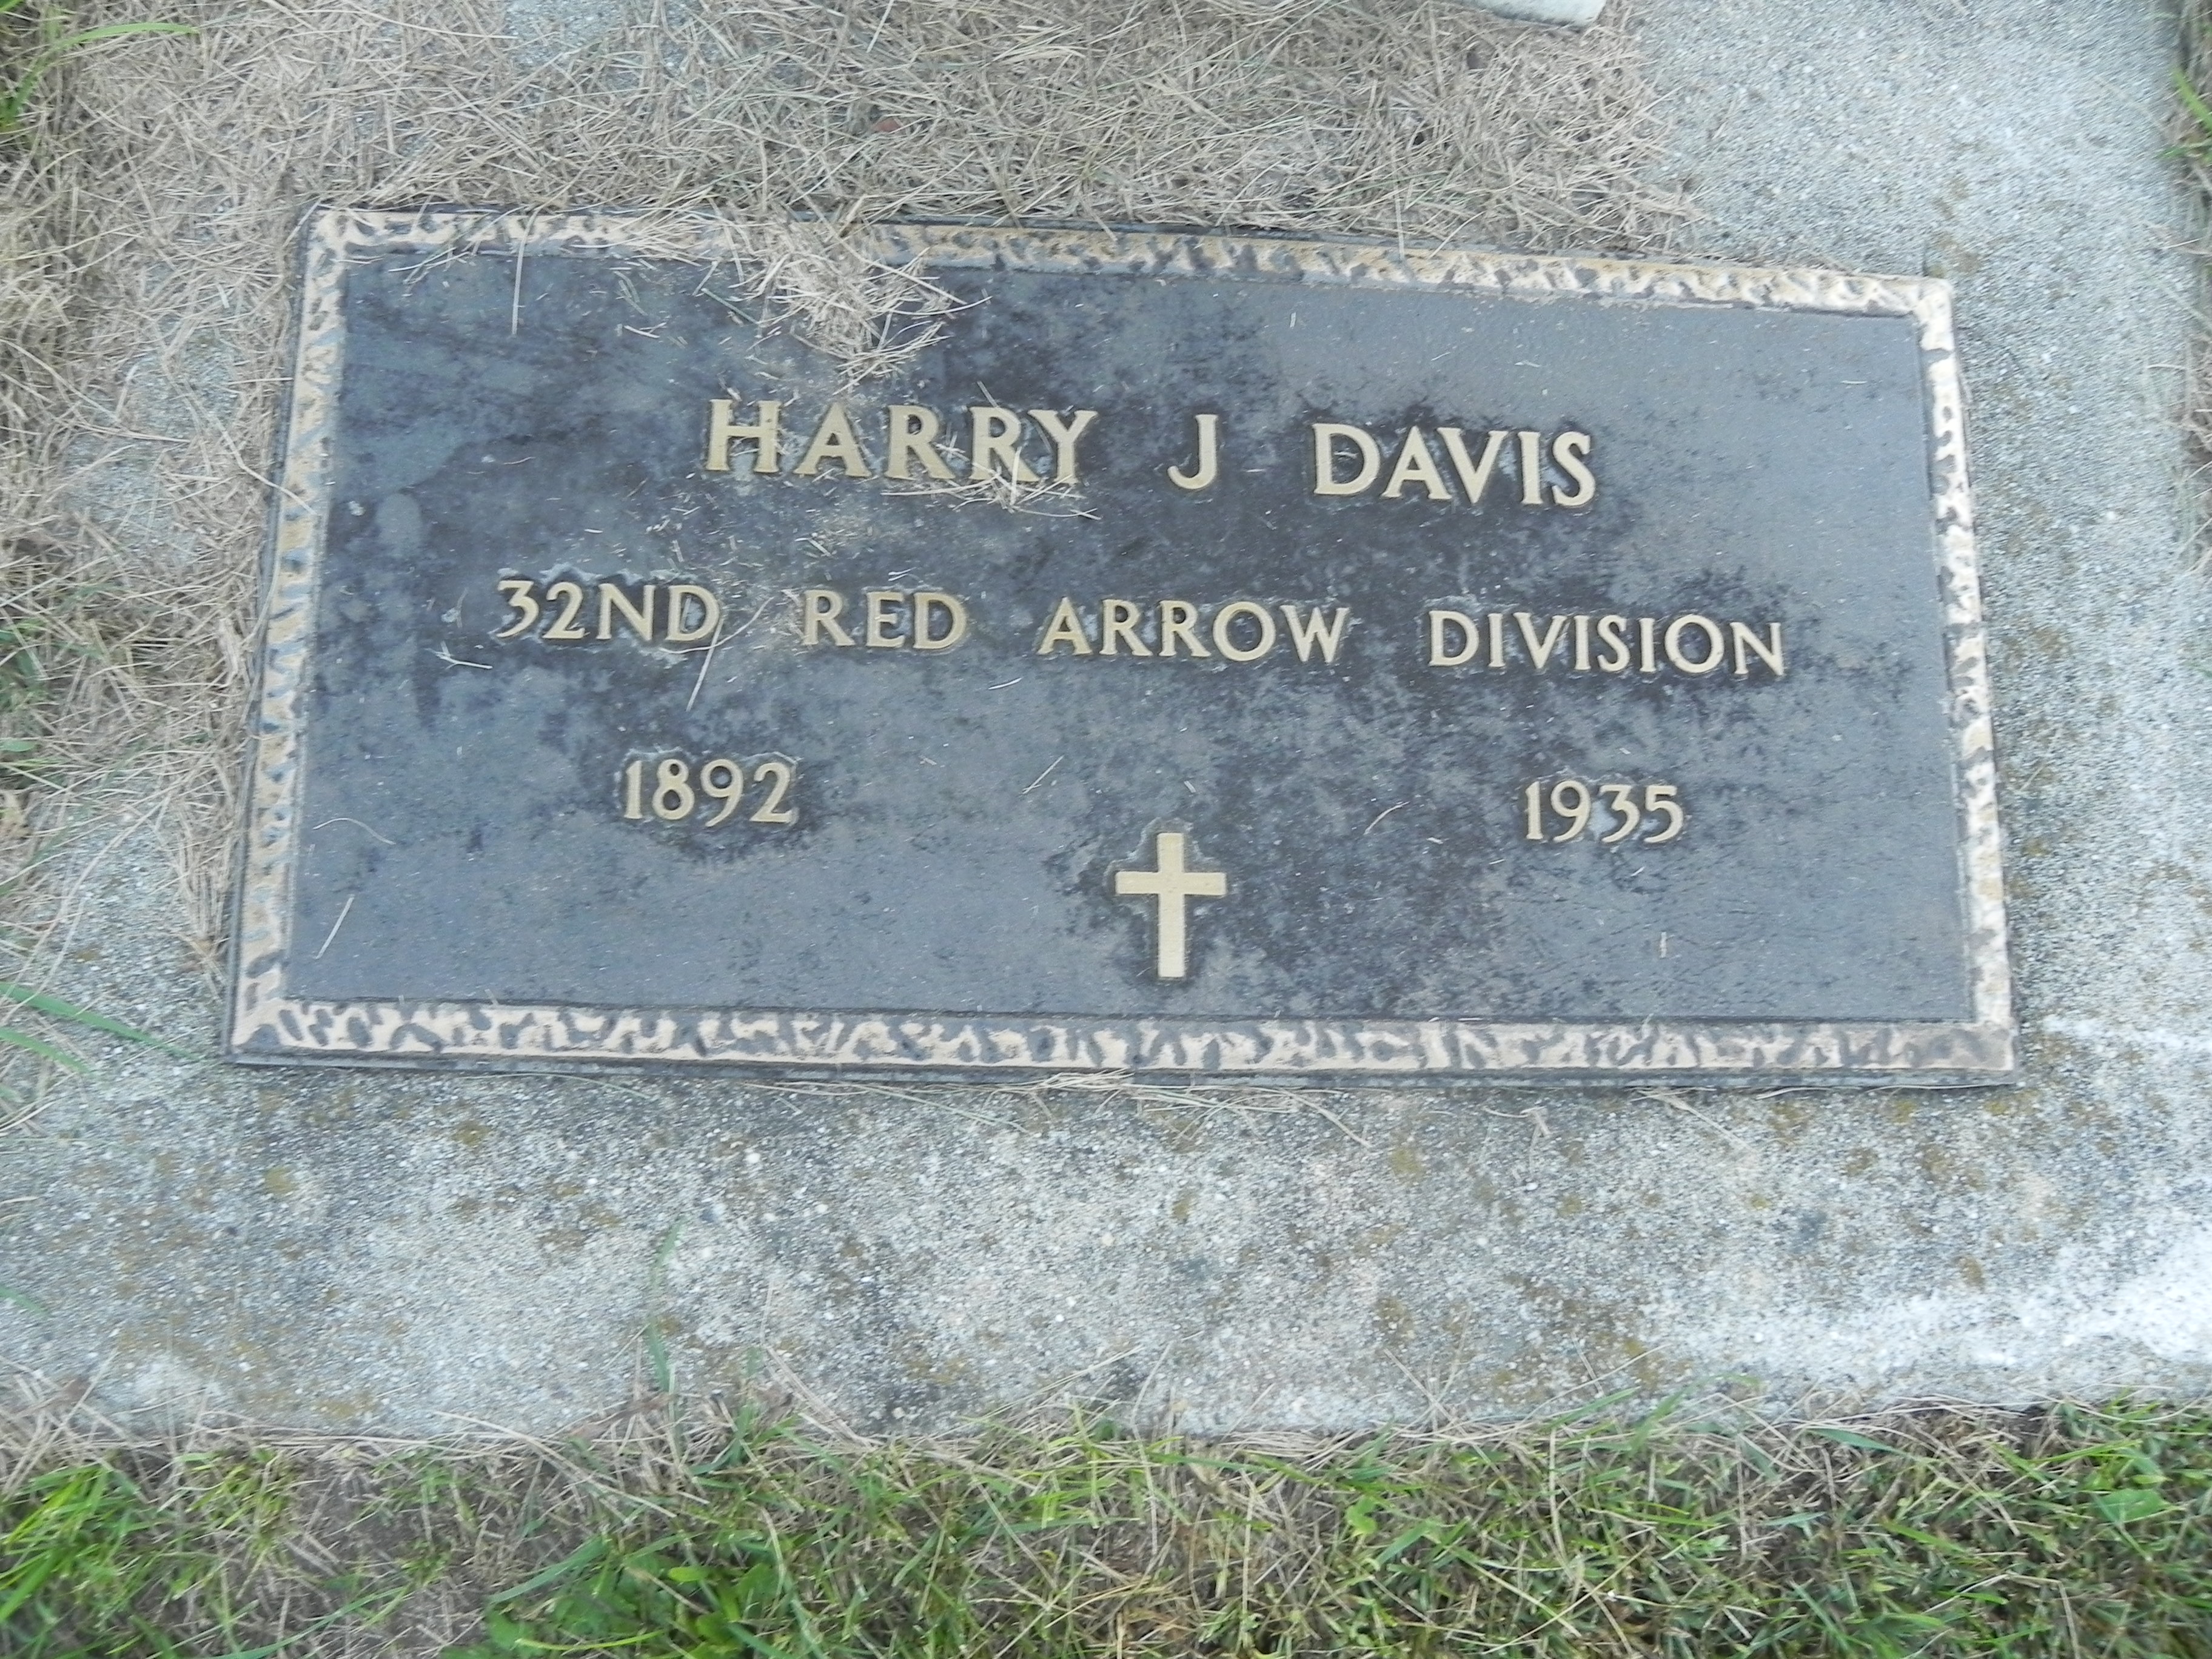 HARRY J DAVIS
32ND RED ARROW DIVISION
1892 1935